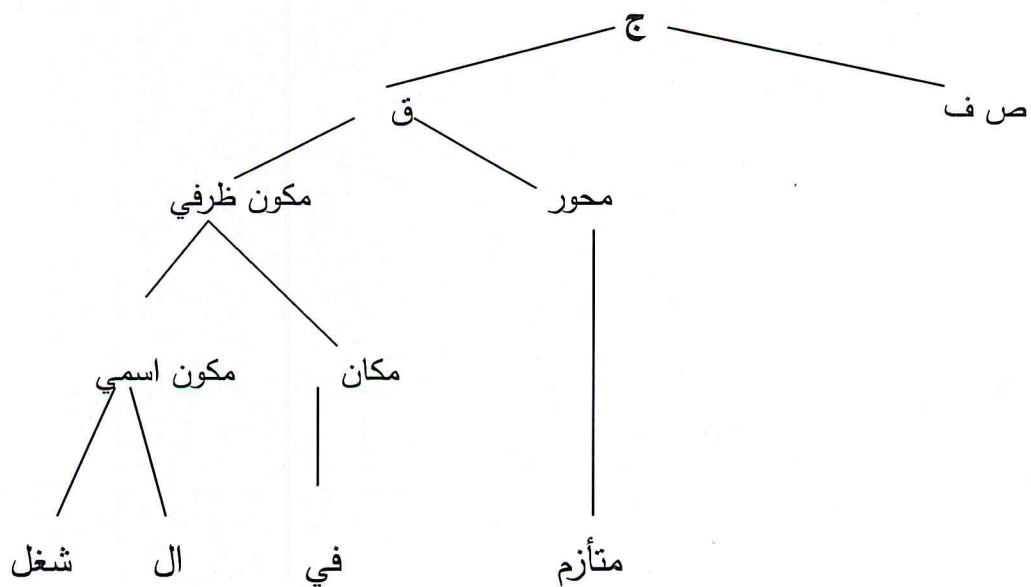 ج
ص ف
ق
محور
مكون ظرفي
مكان
مكون اسمي
متأزم
في
ال
شغل